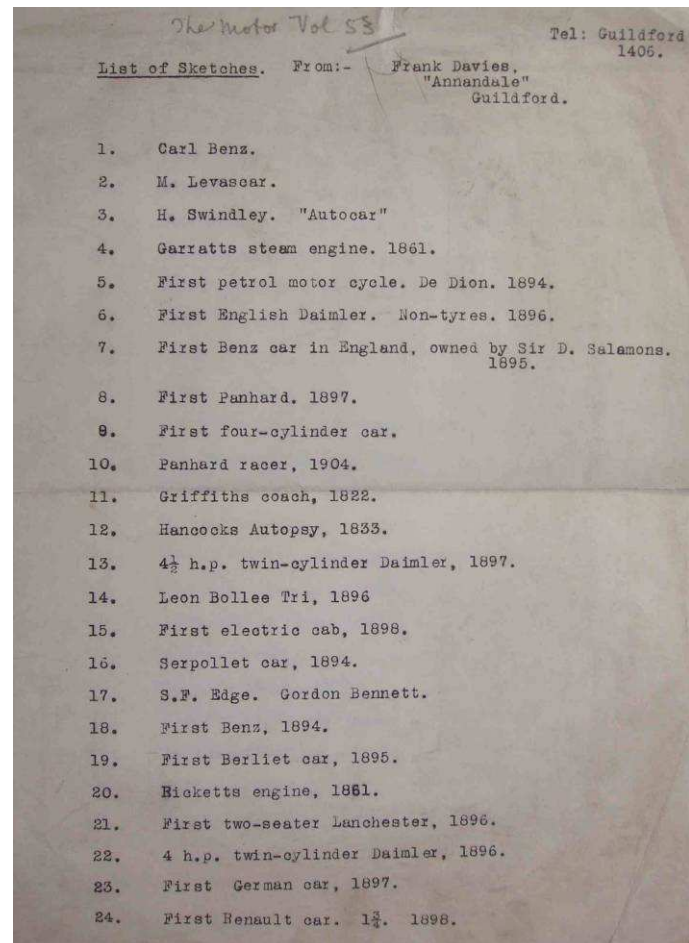 The Motor Vol 53
Tel: Guildford
1406.
List of Sketches. From:- Frank Davies,
"Annandale"
Guildford.
1. Carl Benz.
2. M. Levascar.
3. H. Swindley. "Autocar"
4. Garratts steam engine. 1861.
5. First petrol motor cycle. De Dion. 1894.
6. First English Daimler. Non-tyres. 1896.
7. First Benz car in England, owned by Sir D. Salamons.
1895.
8. First Panhard. 1897.
9. First four-cylinder car.
10. Panhard racer, 1904.
11. Griffiths coach, 1822.
12. Hancocks Autopsy, 1833.
13. 4½ h.p. twin-cylinder Daimler, 1897.
14. Leon Bollee Tri, 1896
15. First electric cab, 1898.
16. Serpollet car, 1894.
17. S.F. Edge. Gordon Bennett.
18. First Benz, 1894.
19. First Berliet car, 1895.
20. Ricketts engine, 1861.
21. First two-seater Lanchester, 1896.
22. 4 h.p. twin-cylinder Daimler, 1896.
23. First German car, 1897.
24. First Renault car. 1¾. 1898.